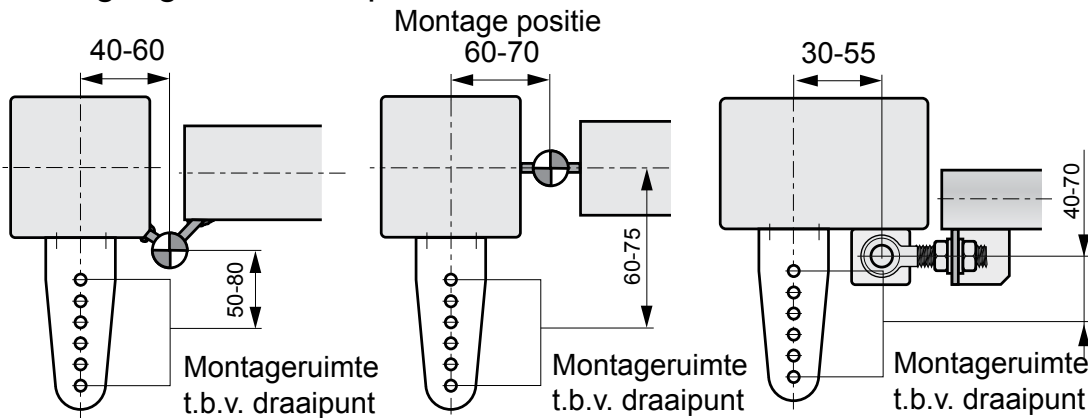 Montage positie
40-60
60-70
30-55
50-80
60-75
40-70
Montageruimte
t.b.v. draaipunt
Montageruimte
t.b.v. draaipunt
Montageruimte
t.b.v. draaipunt